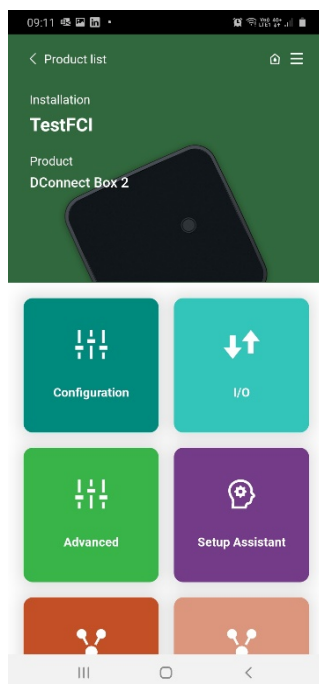 09:11
Product list
Installation
TestFCI
Product
DConnect Box 2
Configuration
I/O
Advanced
Setup Assistant